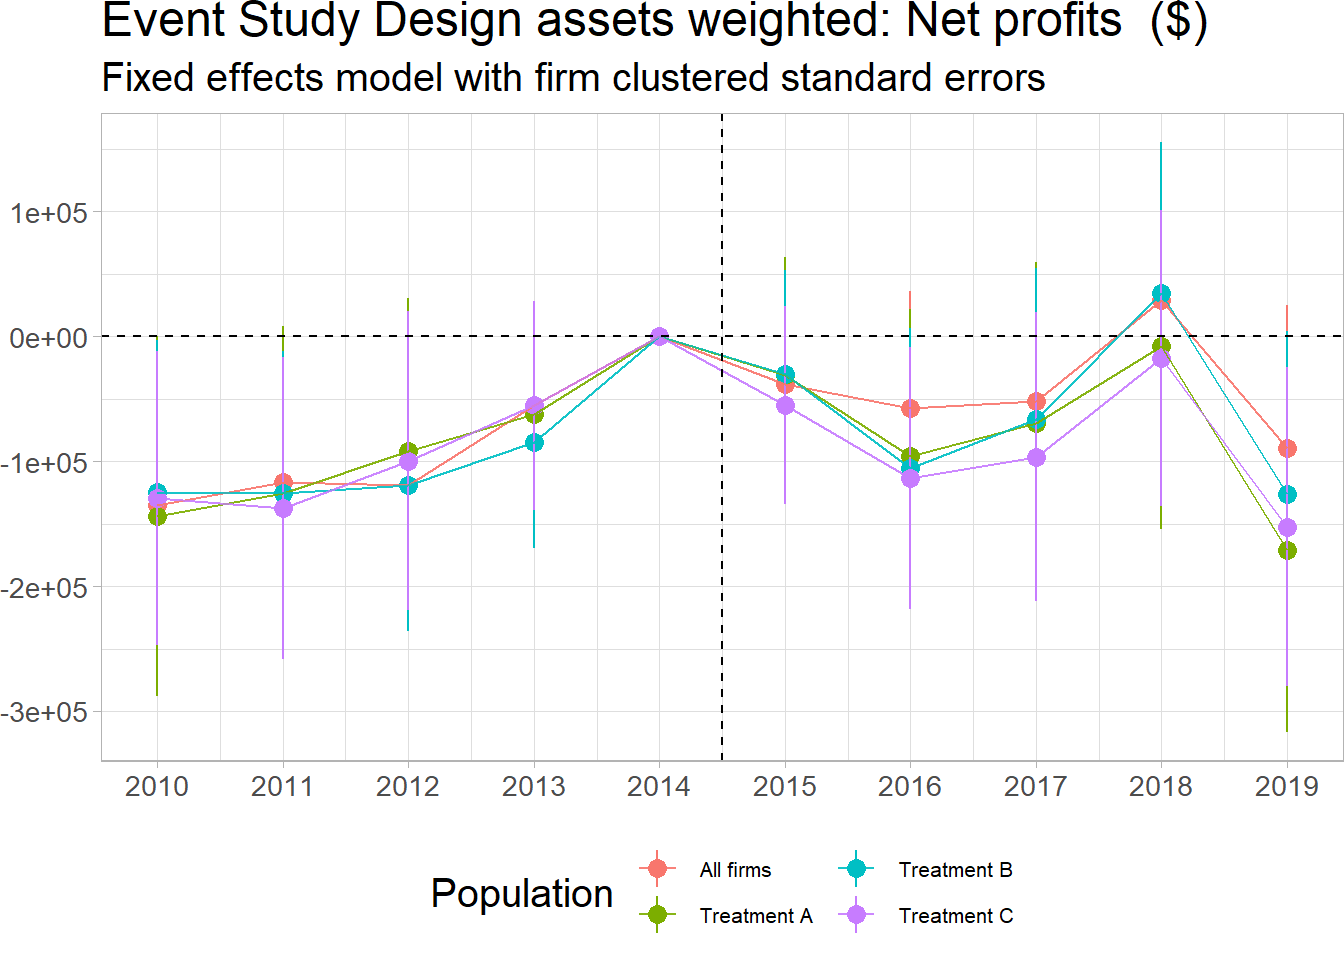 Event Study Design assets weighted: Net profits  ($)
Fixed effects model with firm clustered standard errors
1e+05
0e+00
-1e+05
-2e+05
-3e+05
2010 2011 2012 2013 2014 2015 2016 2017 2018 2019
Population
All firms
Treatment A
Treatment B
Treatment C